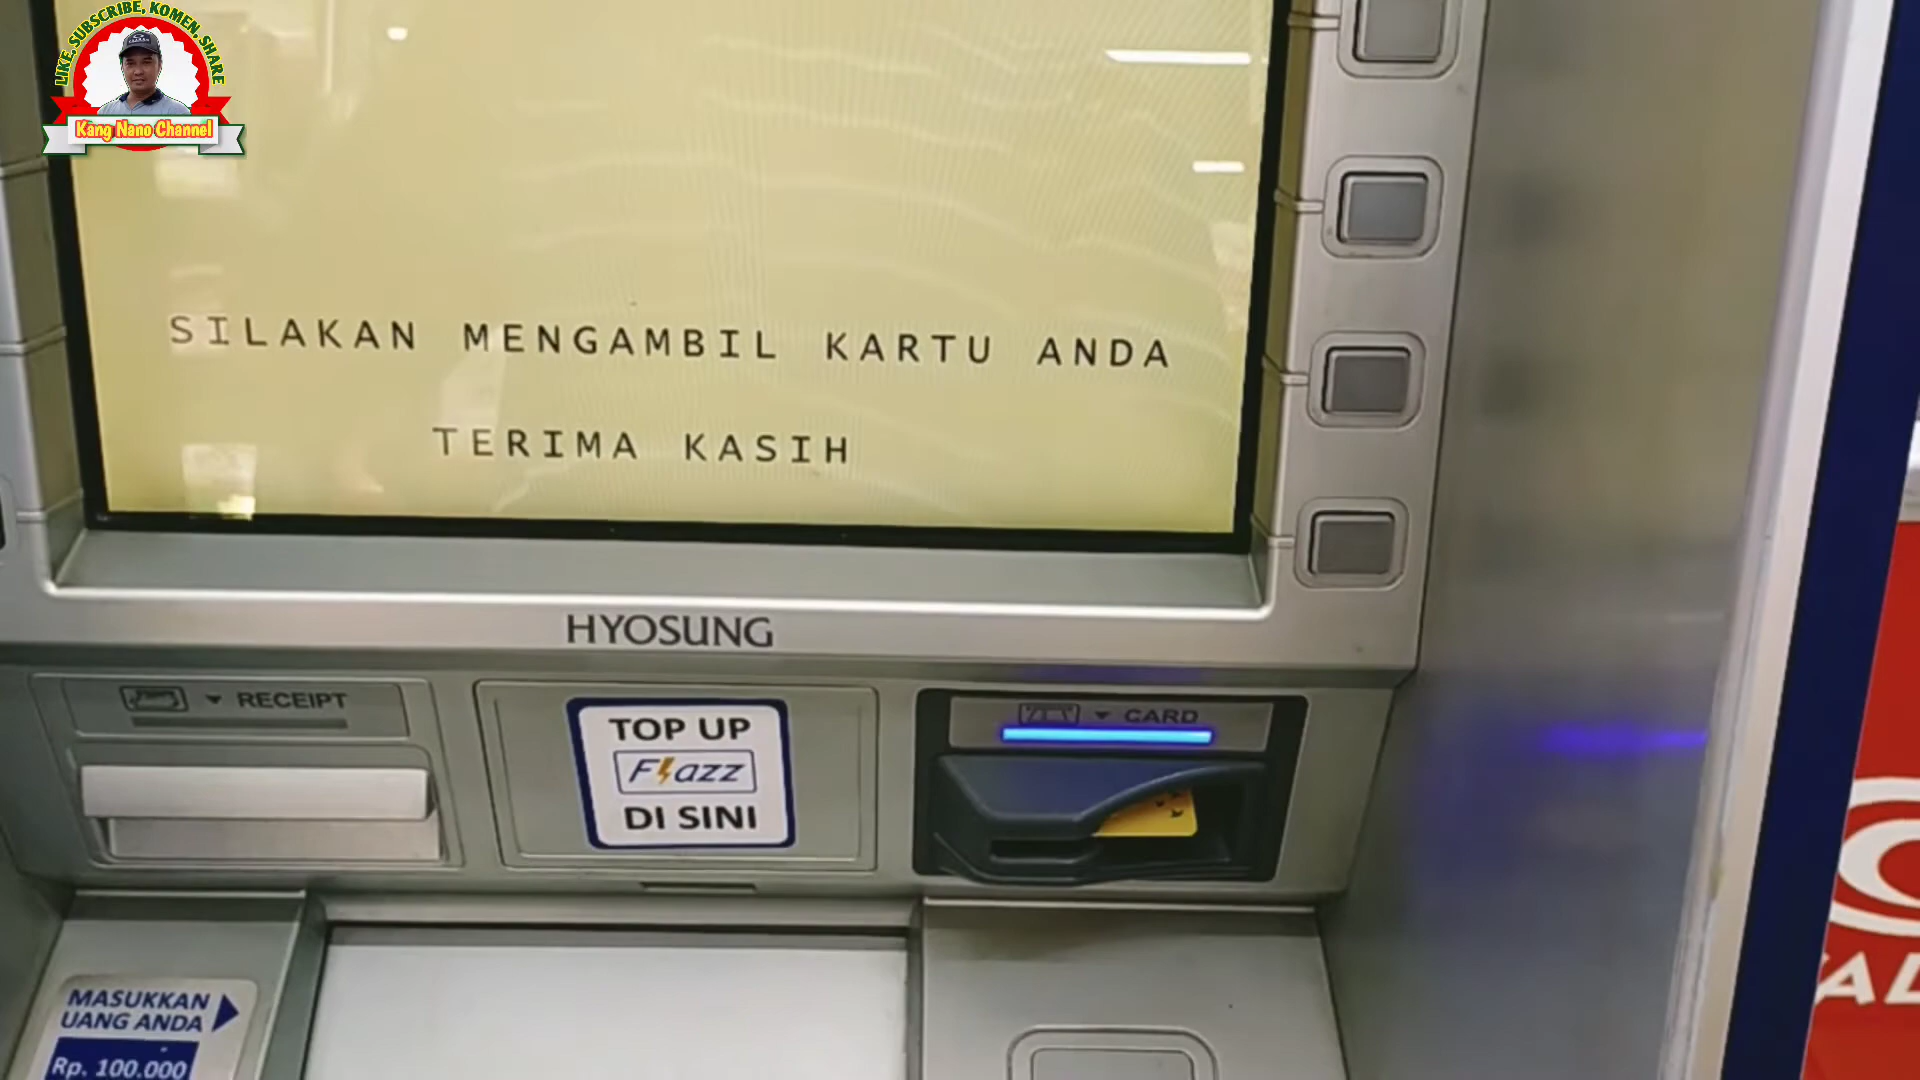 LIKE, SUBSCRIBE, KOMEN, SHARE
Kang Nano Channel
SILAKAN MENGAMBIL KARTU ANDA
TERIMA KASIH
HYOSUNG
RECEIPT
TOP UP
Flazz
DI SINI
CARD
MASUKKAN
UANG ANDA
Rp. 100.000